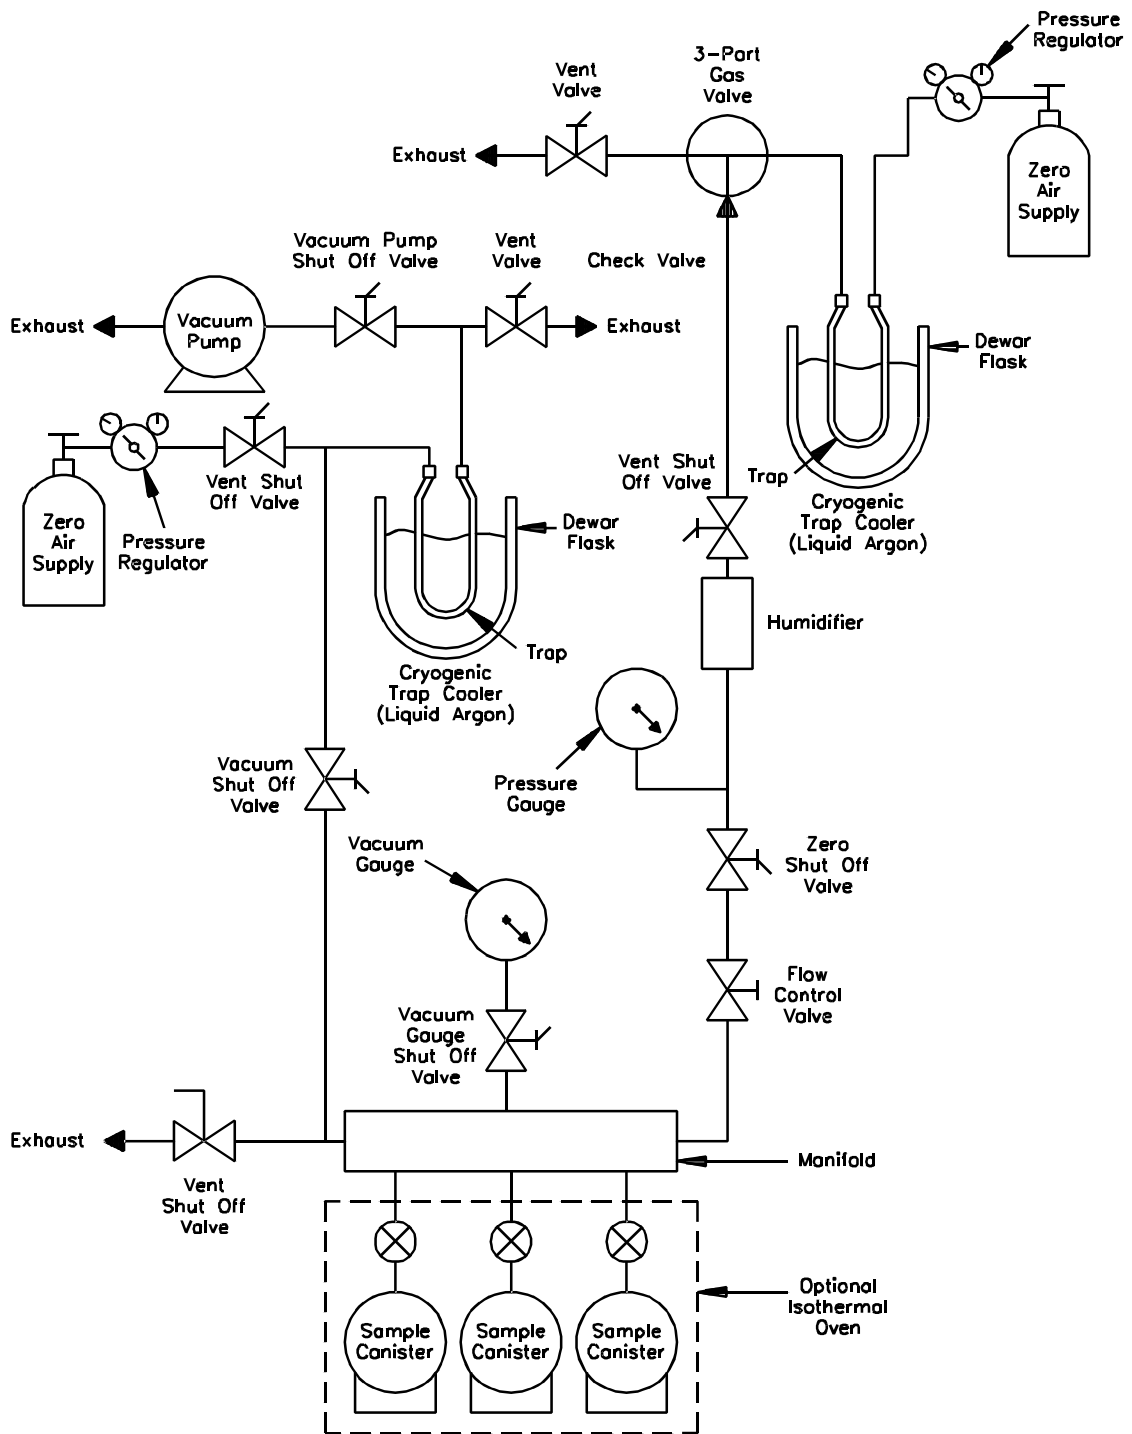 Pressure
Regulator
3-Part
Gas
Valve
Vent
Valve
Exhaust
Zero
Air
Supply
Vacuum Pump
Shut Off Valve
Vent
Valve
Check Valve
Exhaust
Vacuum
Pump
Exhaust
Dewar
Flask
Trap
Cryogenic
Trap Cooler
(Liquid Argon)
Vent Shut
Off Valve
Vent Shut
Off Valve
Zero
Air
Supply
Pressure
Regulator
Dewar
Flask
Trap
Cryogenic
Trap Cooler
(Liquid Argon)
Humidifier
Pressure
Gauge
Vacuum
Shut Off
Valve
Vacuum
Gauge
Zero
Shut Off
Valve
Flow
Control
Valve
Vacuum
Gauge
Shut Off
Valve
Exhaust
Vent
Shut Off
Valve
Manifold
Optional
Isothermal
Oven
Sample
Canister
Sample
Canister
Sample
Canister